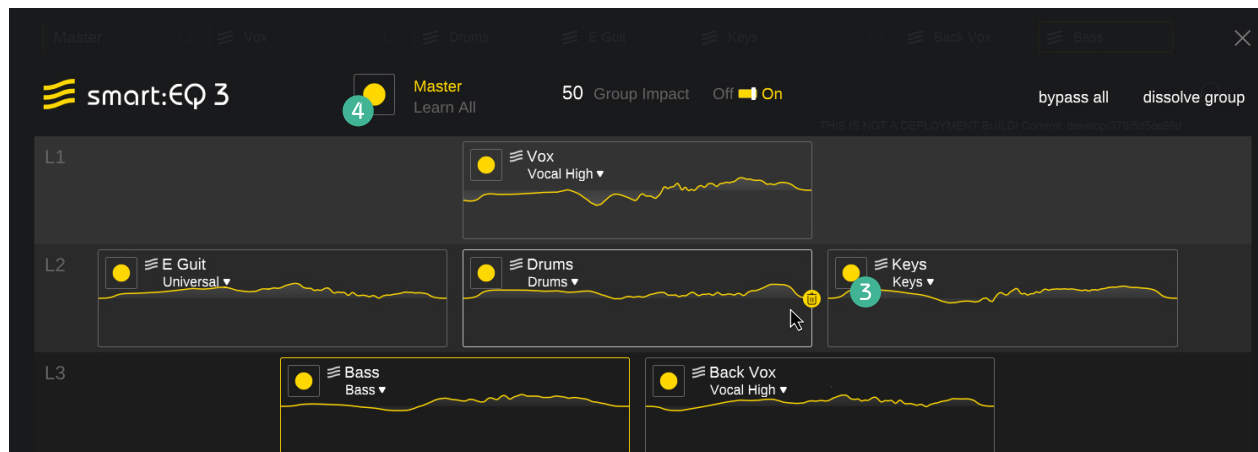 Master Vox Drums E Guit Keys Back Vox Bass
smart:EQ 3
4
Master
Learn All
50 Group Impact Off On
bypass all dissolve group
L1
Vox
Vocal High
L2
E Guit
Universal
Drums
Drums
3
Keys
Keys
L3
Bass
Bass
Back Vox
Vocal High